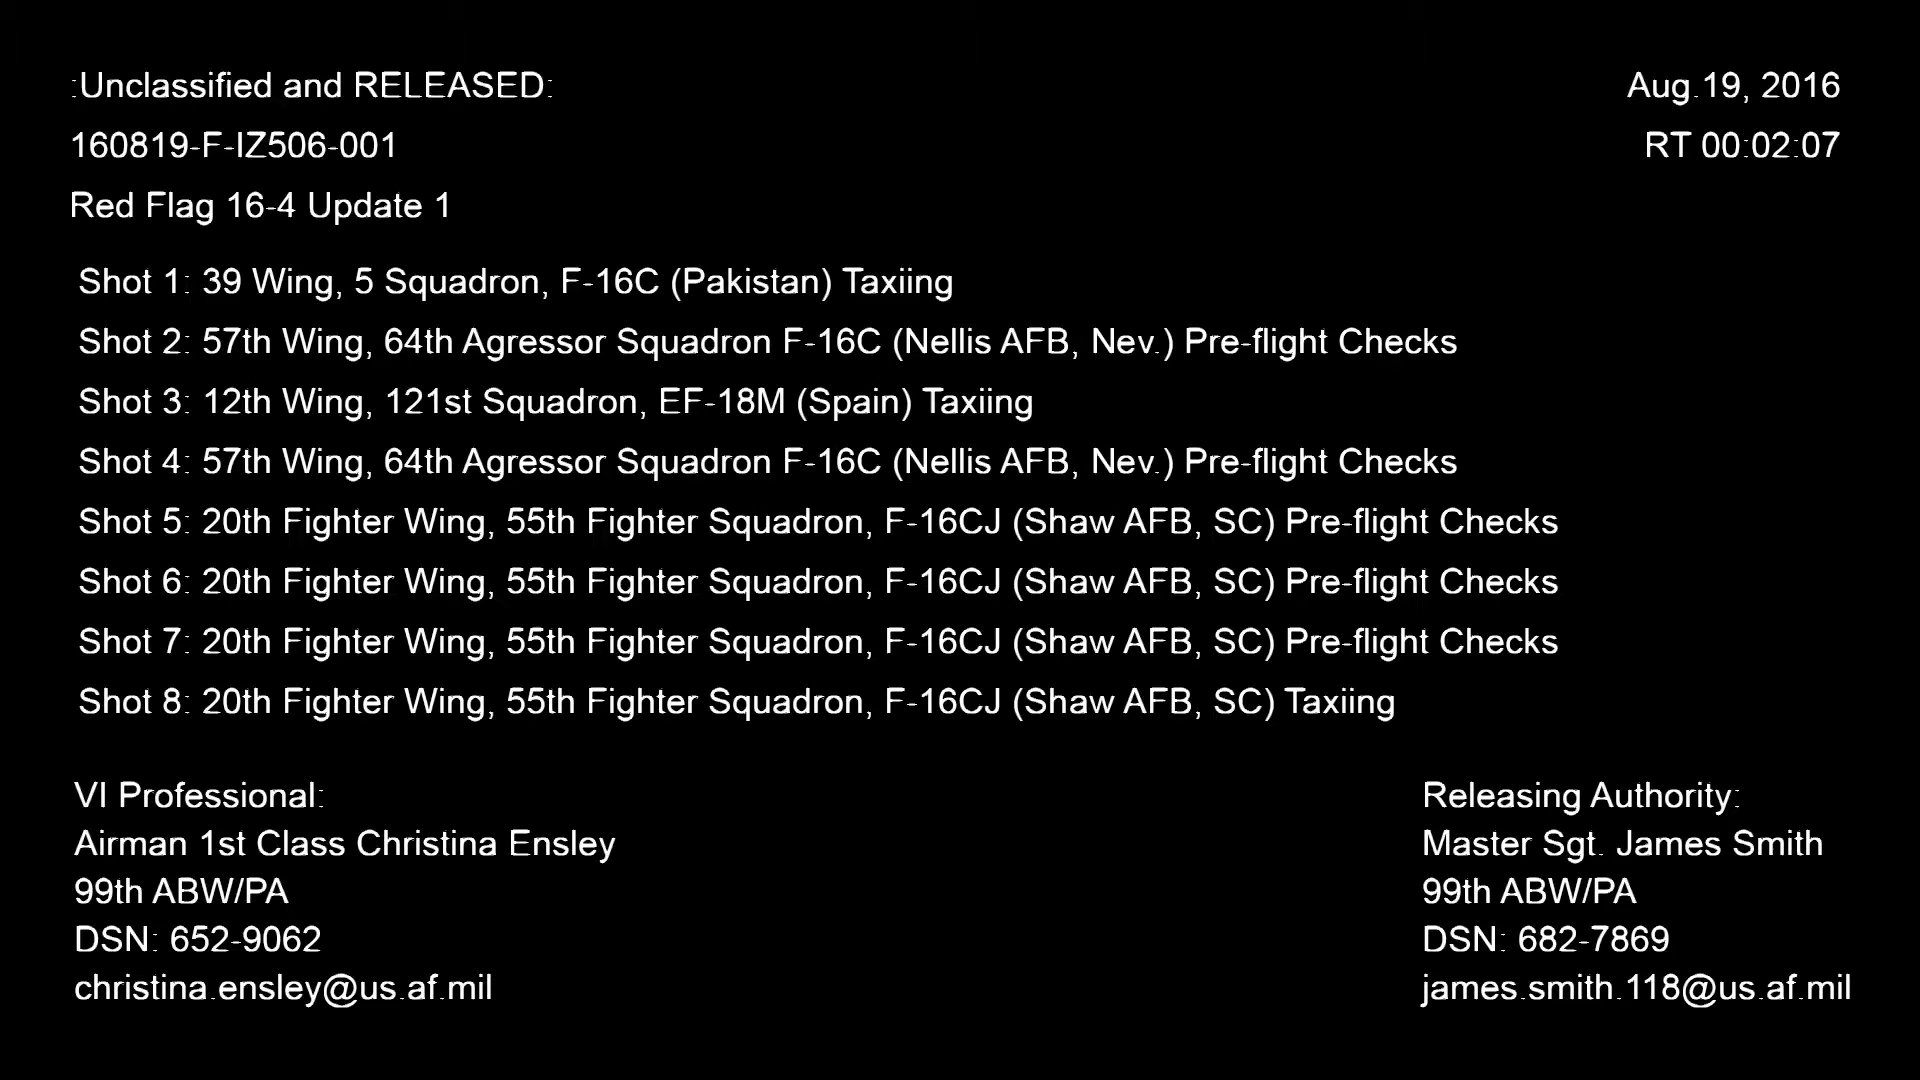 :Unclassified and RELEASED:
Aug.19, 2016
160819-F-IZ506-001
RT 00:02:07
Red Flag 16-4 Update 1
Shot 1: 39 Wing, 5 Squadron, F-16C (Pakistan) Taxiing
Shot 2: 57th Wing, 64th Agressor Squadron F-16C (Nellis AFB, Nev.) Pre-flight Checks
Shot 3: 12th Wing, 121st Squadron, EF-18M (Spain) Taxiing
Shot 4: 57th Wing, 64th Agressor Squadron F-16C (Nellis AFB, Nev.) Pre-flight Checks
Shot 5: 20th Fighter Wing, 55th Fighter Squadron, F-16CJ (Shaw AFB, SC) Pre-flight Checks
Shot 6: 20th Fighter Wing, 55th Fighter Squadron, F-16CJ (Shaw AFB, SC) Pre-flight Checks
Shot 7: 20th Fighter Wing, 55th Fighter Squadron, F-16CJ (Shaw AFB, SC) Pre-flight Checks
Shot 8: 20th Fighter Wing, 55th Fighter Squadron, F-16CJ (Shaw AFB, SC) Taxiing
VI Professional:
Airman 1st Class Christina Ensley
99th ABW/PA
DSN: 652-9062
christina.ensley@us.af.mil
Releasing Authority:
Master Sgt. James Smith
99th ABW/PA
DSN: 682-7869
james.smith.118@us.af.mil